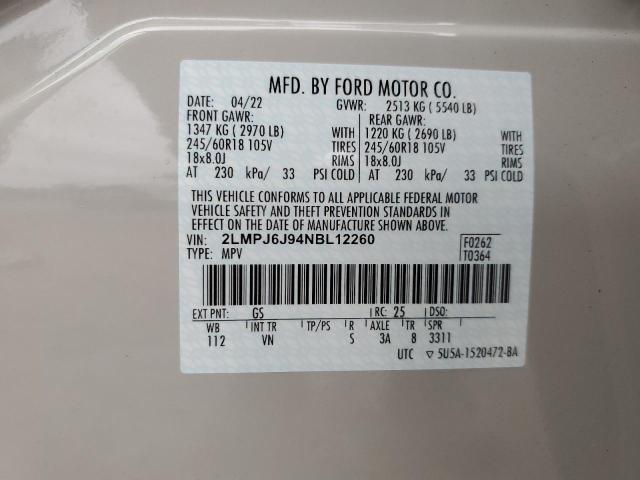 MFD. BY FORD MOTOR CO.
DATE: 04/22 GVWR: 2513 KG ( 5540 LB)
FRONT GAWR: REAR GAWR:
1347 KG ( 2970 LB) WITH 1220 KG ( 2690 LB) WITH
245/60R18 105V TIRES 245/60R18 105V TIRES
18x8.0J RIMS 18x8.0J RIMS
AT 230 kPa/ 33 PSI COLD AT 230 kPa/ 33 PSI COLD
THIS VEHICLE CONFORMS TO ALL APPLICABLE FEDERAL MOTOR
VEHICLE SAFETY AND THEFT PREVENTION STANDARDS IN
EFFECT ON THE DATE OF MANUFACTURE SHOWN ABOVE.
VIN: 2LMPJ6J94NBL12260 F0262
TYPE: MPV T0364
EXT PNT: GS RC: 25 DSO:
WB INT TR TP/PS R AXLE TR SPR
112 VN S 3A 8 3311
UTC ▽ 5U5A-1520472-BA